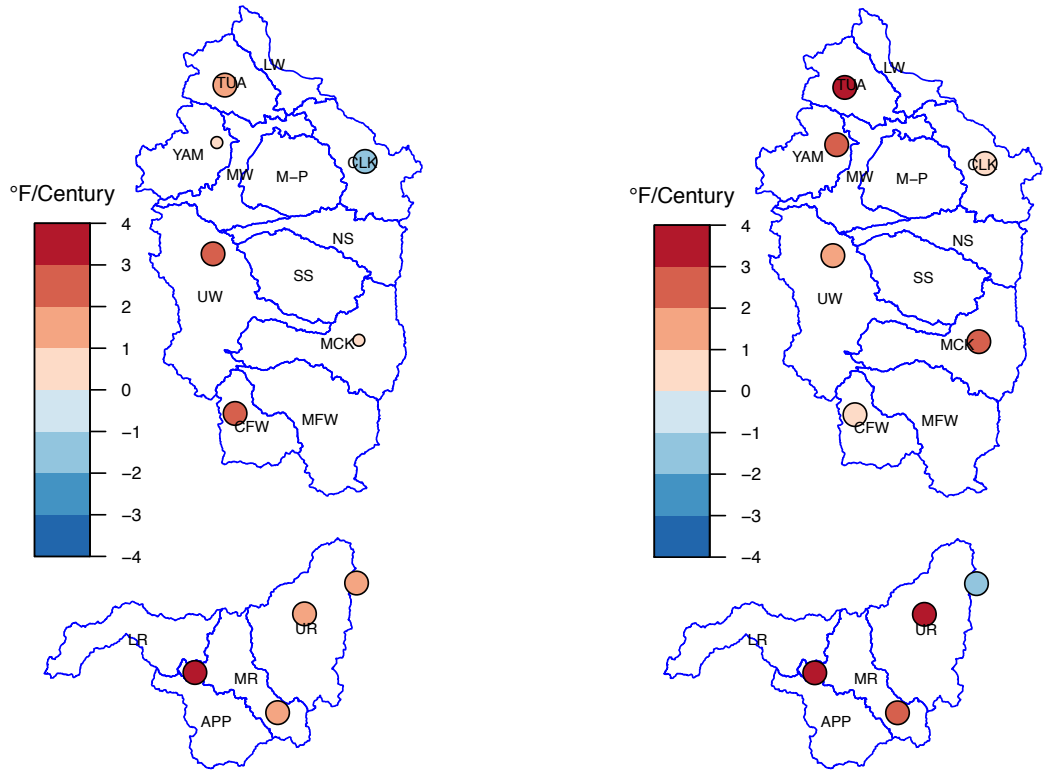 LW
TUA
YAM
CLK
MW
M−P
°F/Century
4
3
2
1
0
−1
−2
−3
−4
NS
SS
UW
MCK
CFW
MFW
LR
UR
MR
APP
LW
TUA
YAM
CLK
MW
M−P
°F/Century
4
3
2
1
0
−1
−2
−3
−4
NS
SS
UW
MCK
CFW
MFW
LR
UR
MR
APP